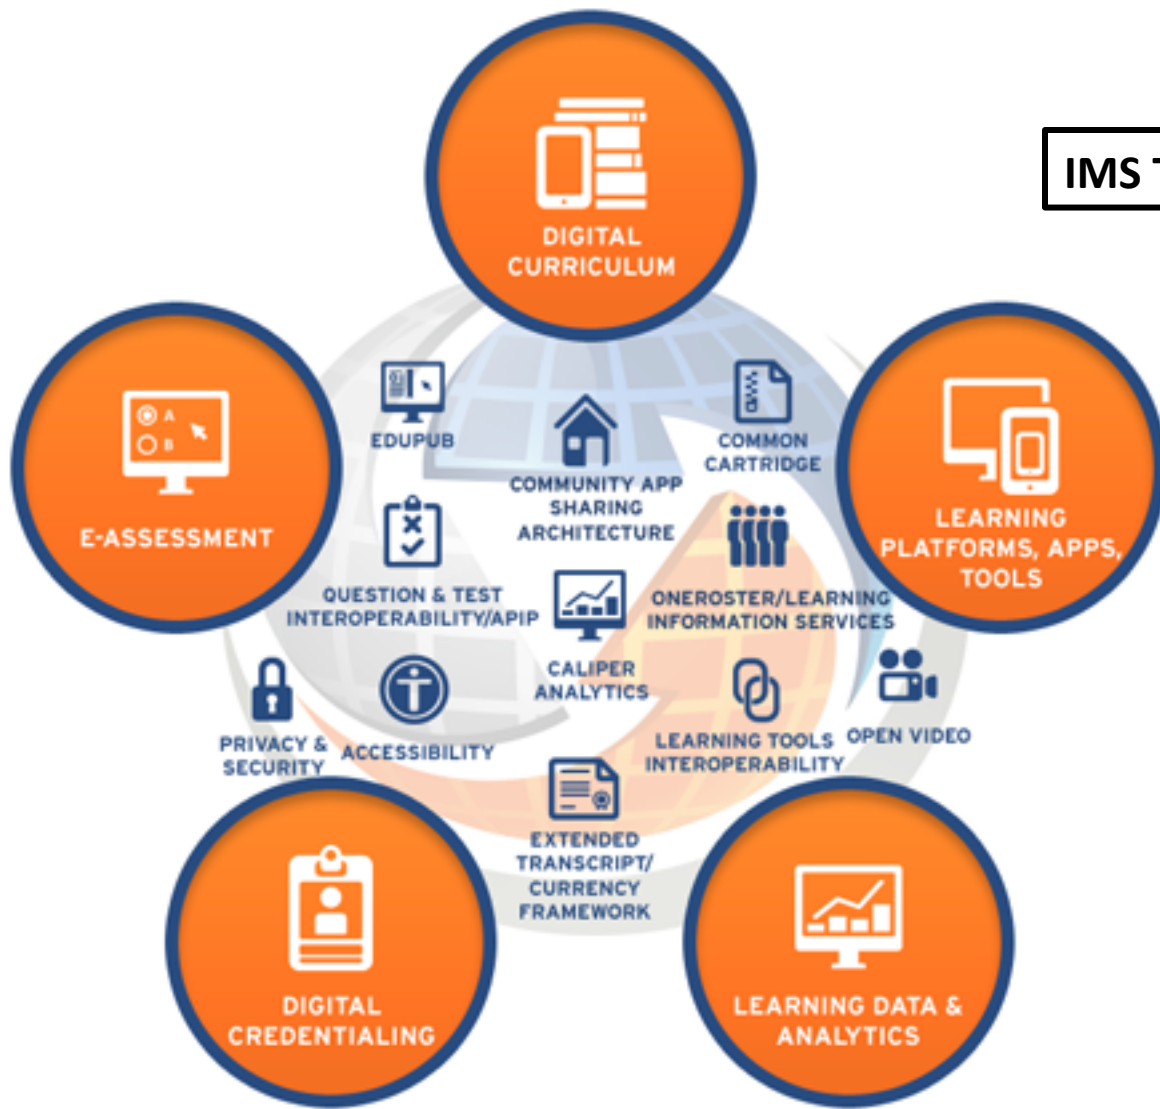 DIGITAL
CURRICULUM
IMS
E-ASSESSMENT
A
B
LEARNING
PLATFORMS, APPS,
TOOLS
EDUPUB
COMMUNITY APP
SHARING
ARCHITECTURE
COMMON
CARTRIDGE
QUESTION & TEST
INTEROPERABILITY/APIP
CALIPER
ANALYTICS
ONEROSTER/LEARNING
INFORMATION SERVICES
PRIVACY &
SECURITY
ACCESSIBILITY
LEARNING TOOLS
INTEROPERABILITY
OPEN VIDEO
EXTENDED
TRANSCRIPT/
CURRENCY
FRAMEWORK
DIGITAL
CREDENTIALING
LEARNING DATA &
ANALYTICS